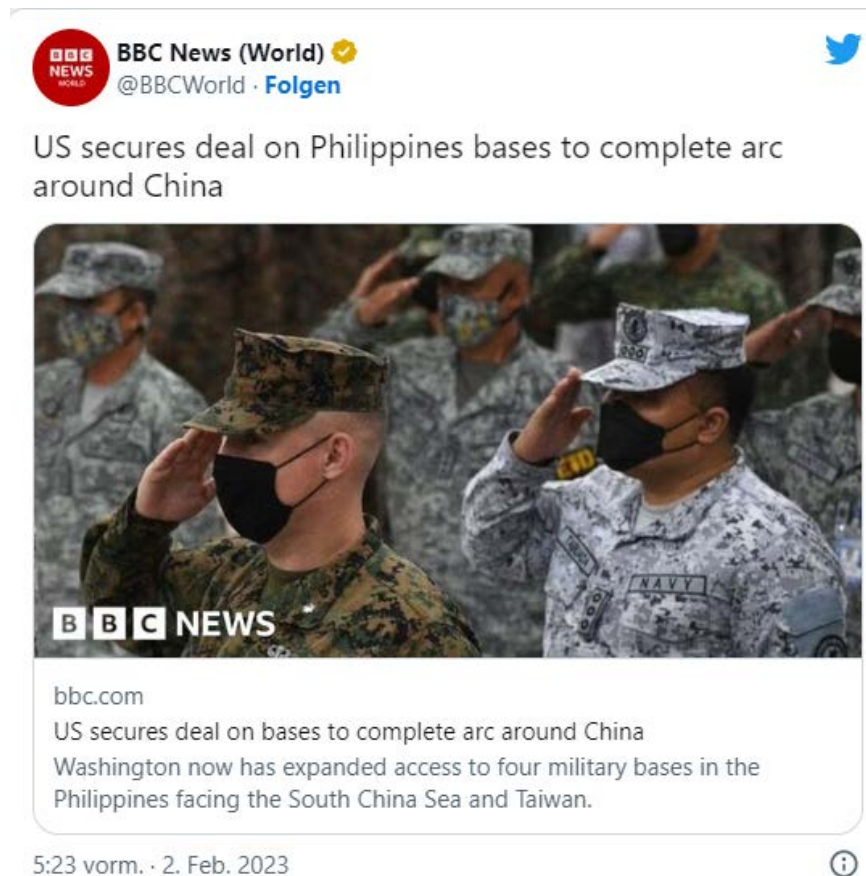 BBC
NEWS
WORLD
BBC News (World)
@BBCWorld · Folgen
US secures deal on Philippines bases to complete arc
around China
NAVY
BBC NEWS
bbc.com
US secures deal on bases to complete arc around China
Washington now has expanded access to four military bases in the
Philippines facing the South China Sea and Taiwan.
5:23 vorm. · 2. Feb. 2023